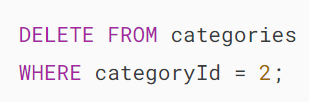 DELETE FROM categories
WHERE categoryId = 2;